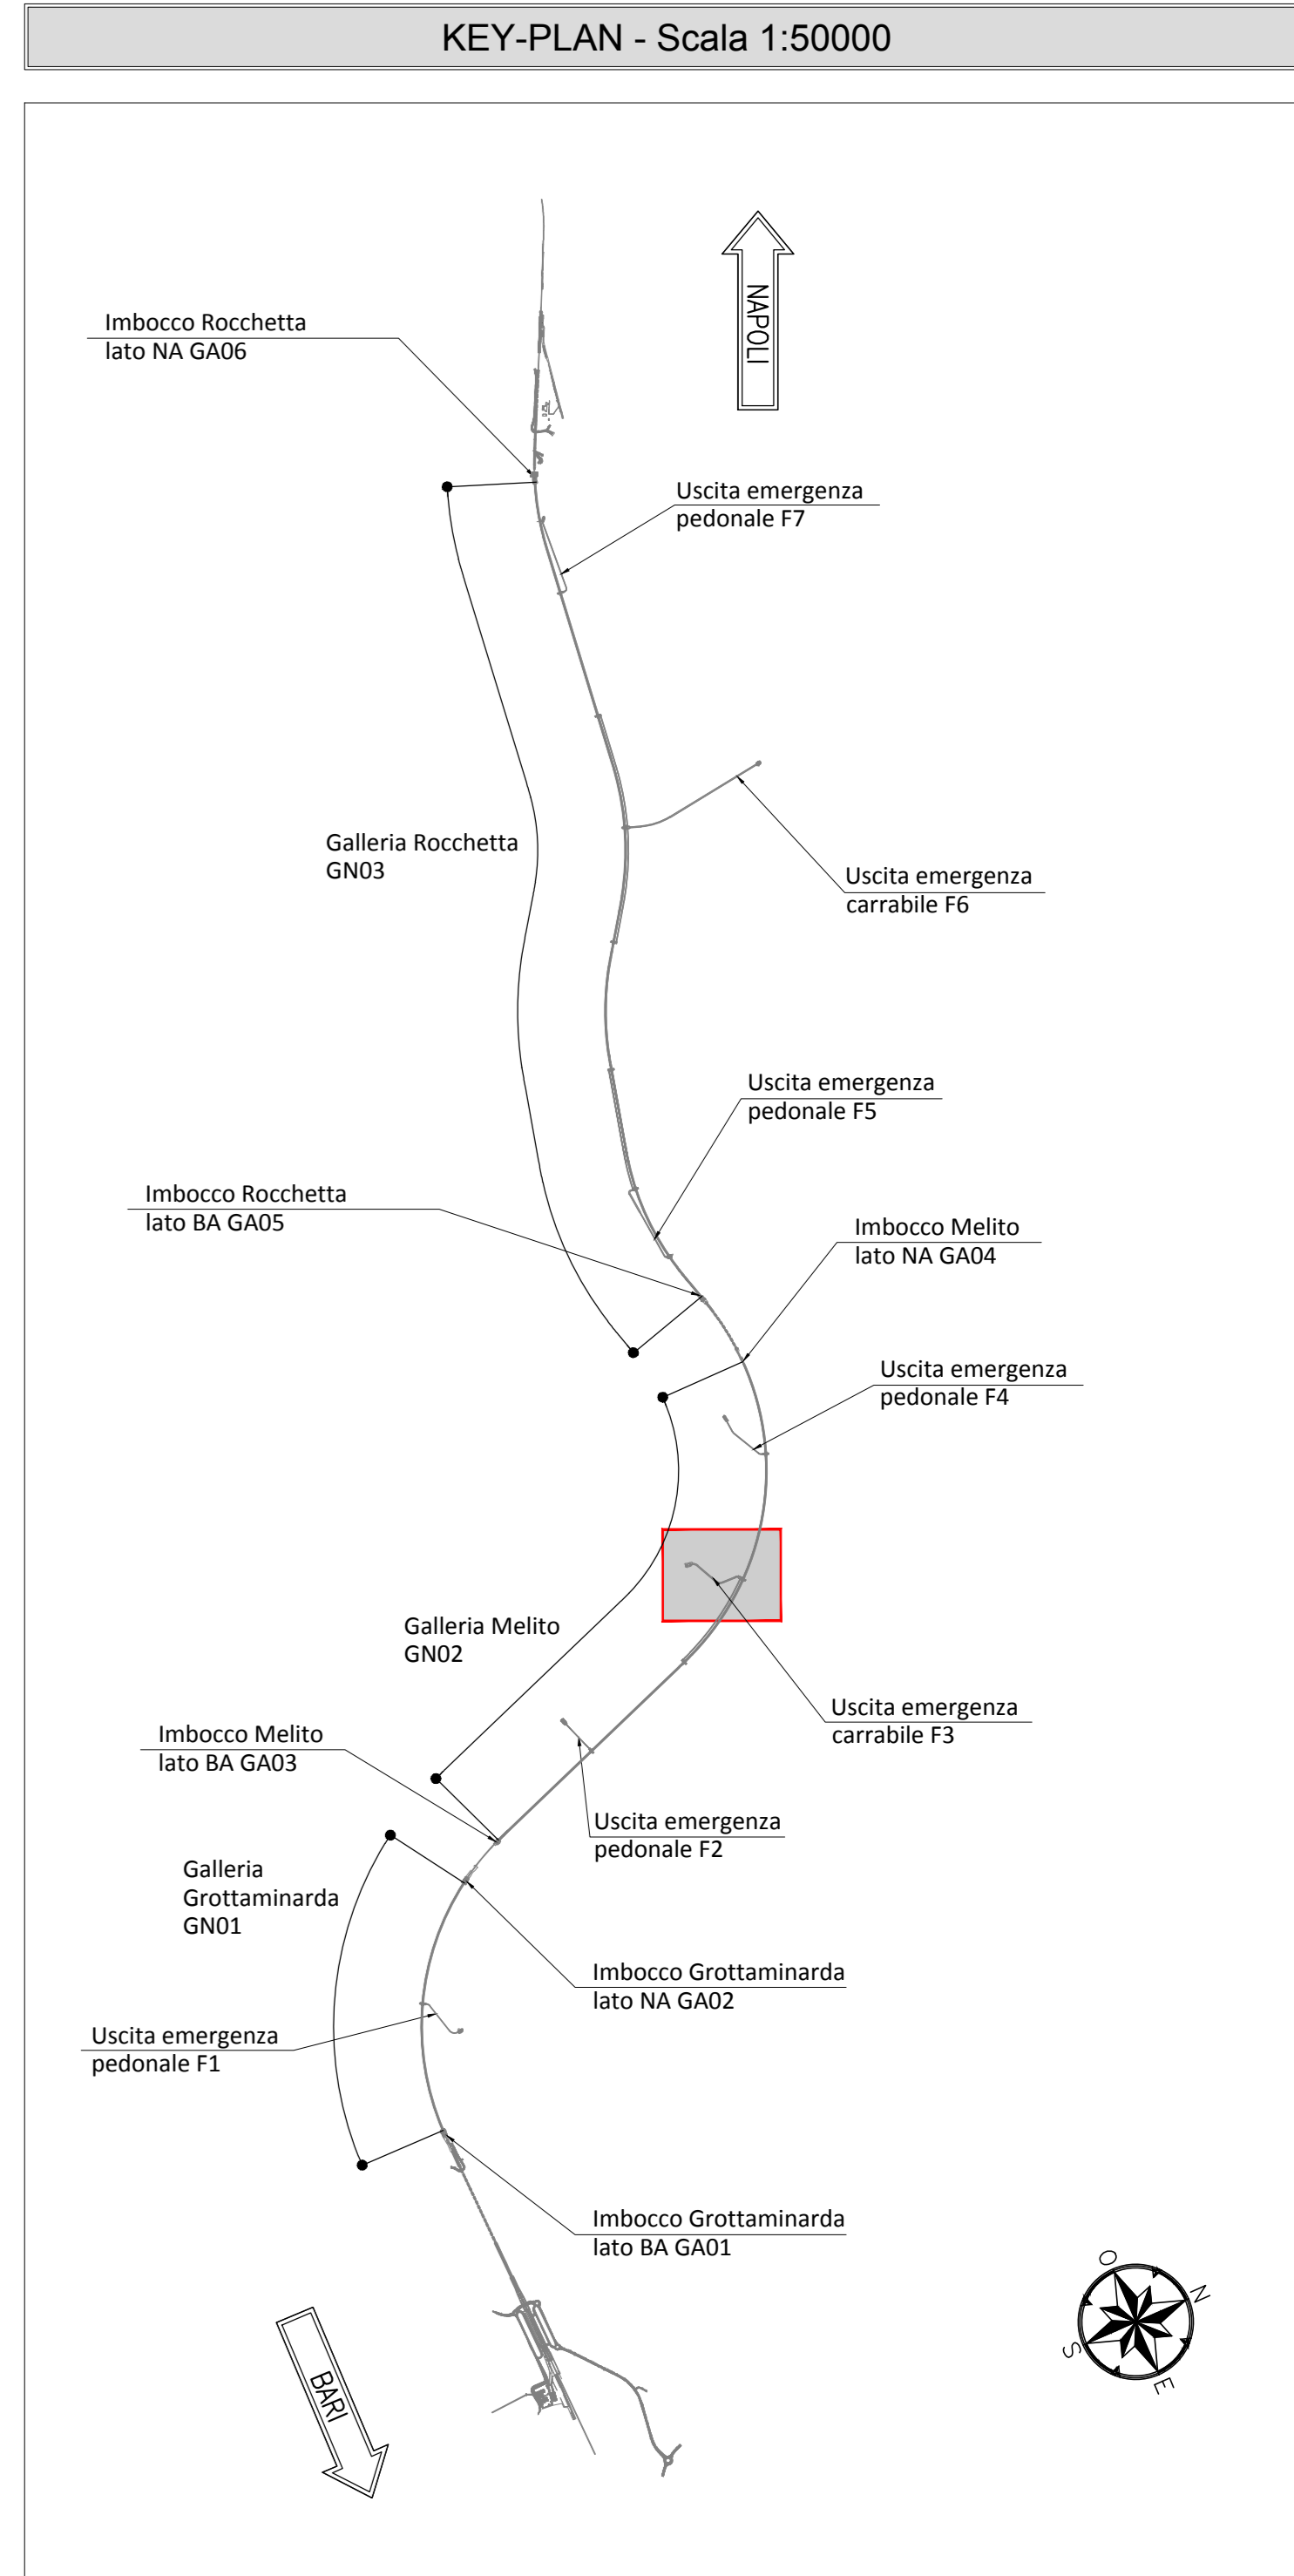 KEY-PLAN - Scala 1:50000
NAPOLI
Imbocco Rocchetta
lato NA GA06
Uscita emergenza
pedonale F7
Galleria Rocchetta
GN03
Uscita emergenza
carrabile F6
Uscita emergenza
pedonale F5
Imbocco Rocchetta
lato BA GA05
Imbocco Melito
lato NA GA04
Uscita emergenza
pedonale F4
Galleria Melito
GN02
Uscita emergenza
carrabile F3
Imbocco Melito
lato BA GA03
Uscita emergenza
pedonale F2
Galleria
Grottaminarda
GN01
Imbocco Grottaminarda
lato NA GA02
Uscita emergenza
pedonale F1
Imbocco Grottaminarda
lato BA GA01
O
N
S
E
BARI